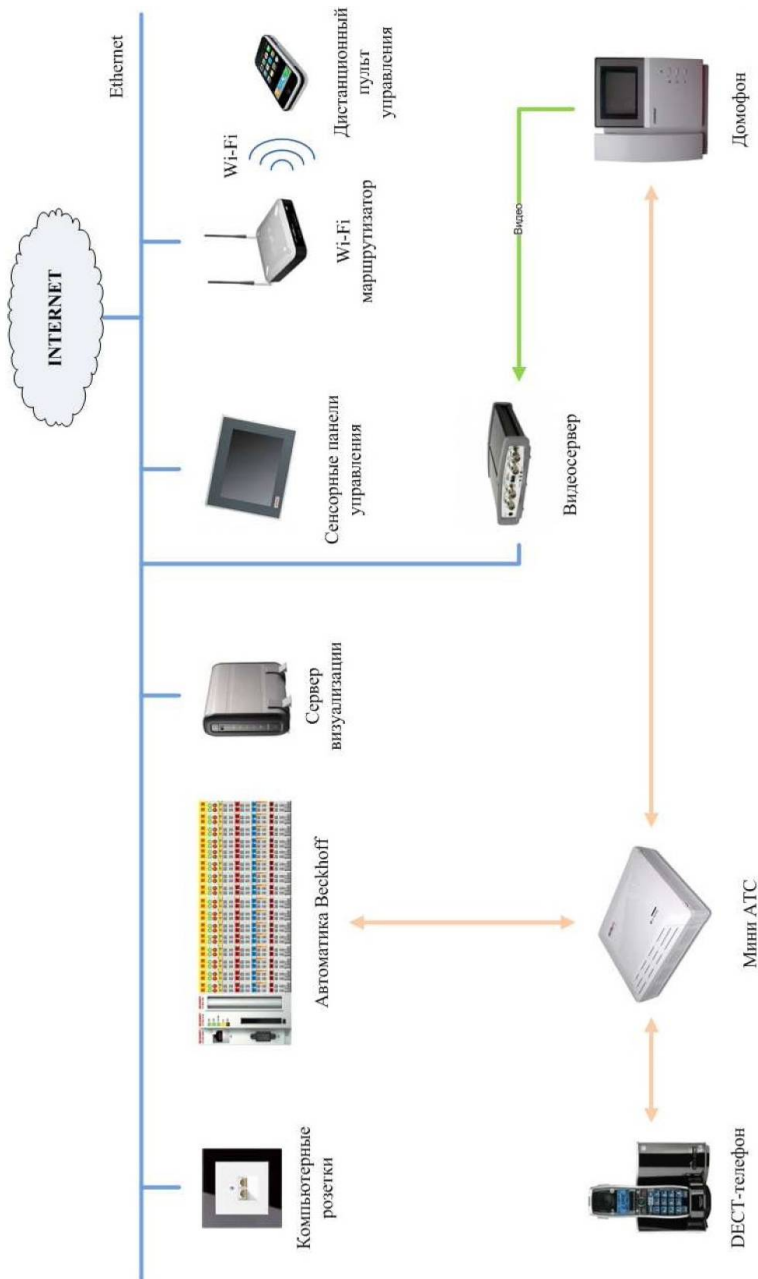 INTERNET
Ethernet
Wi-Fi
Компьютерные
розетки
Автоматика Beckhoff
Сервер
визуализации
Сенсорные панели
управления
Wi-Fi
маршрутизатор
Дистанционный
пульт
управления
Видео
Видеосервер
DECT-телефон
Мини АТС
Домофон